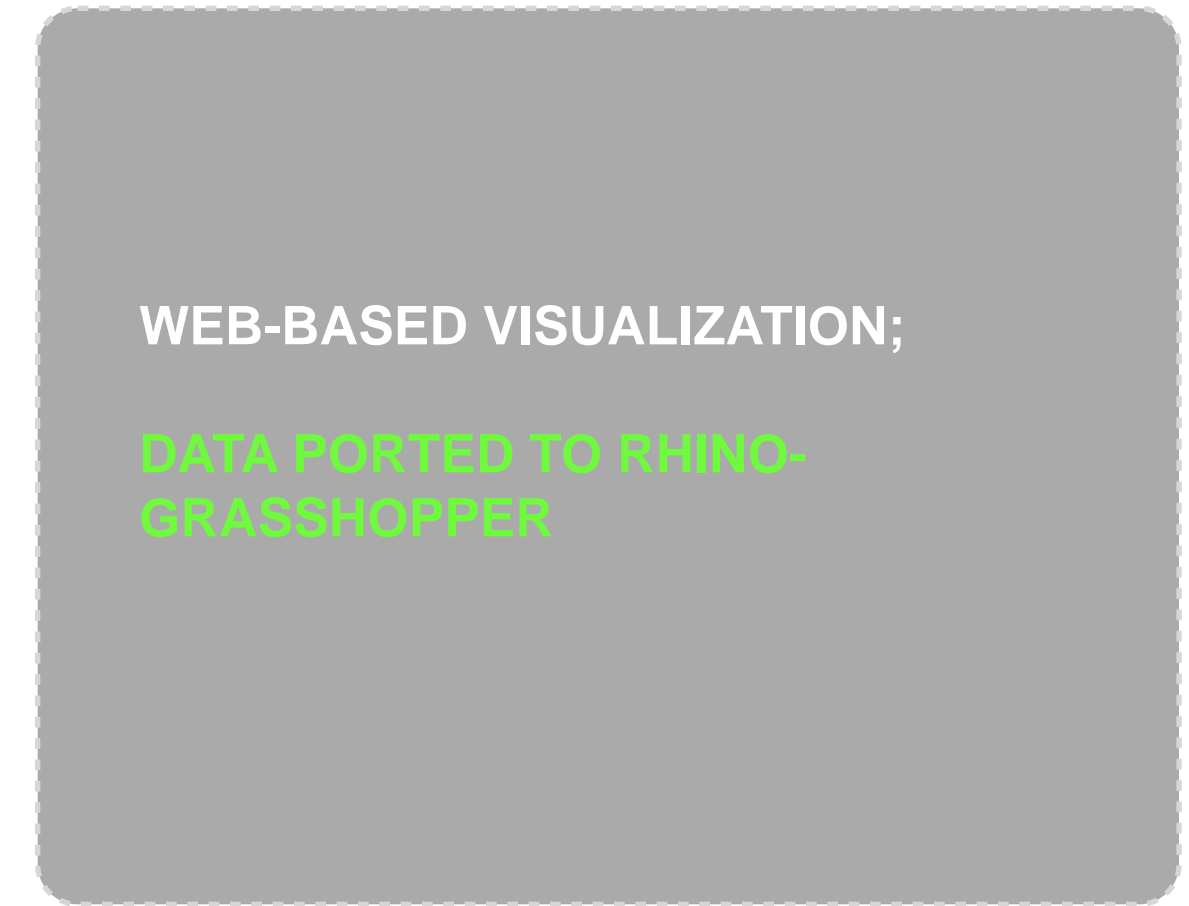 WEB-BASED VISUALIZATION;
DATA PORTED TO RHINO-
GRASSHOPPER